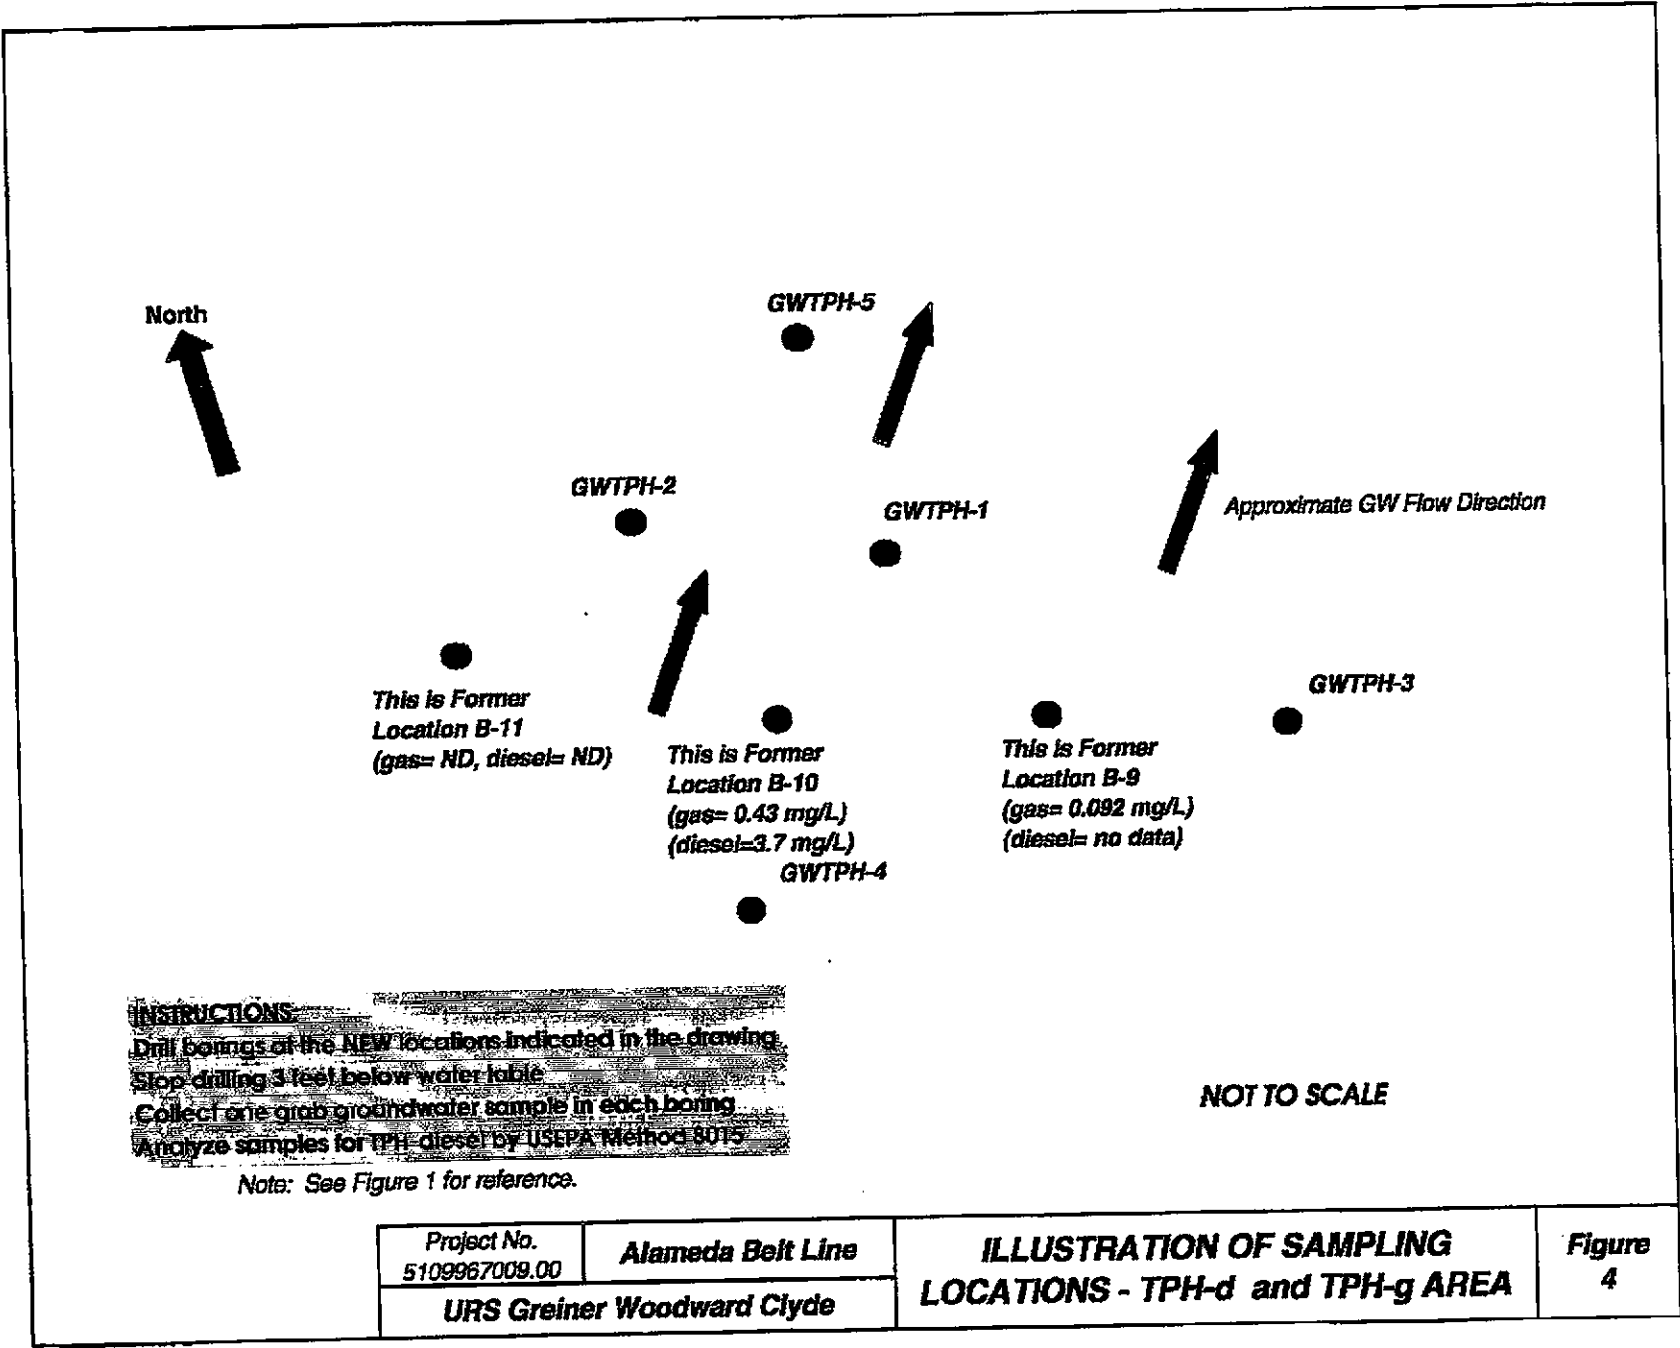 North
GWTPH-5
GWTPH-2
GWTPH-1
Approximate GW Flow Direction
GWTPH-3
This is Former
Location B-11
(gas= ND, diesel= ND)
This is Former
Location B-10
(gas= 0.43 mg/L)
(diesel=3.7 mg/L)
This is Former
Location B-9
(gas= 0.092 mg/L)
(diesel= no data)
GWTPH-4
INSTRUCTIONS:
Drill borings at the NEW locations indicated in the drawing
Stop drilling 3 feet below water table
Collect one grab groundwater sample in each boring
Analyze samples for TPH-diesel by USEPA Method 8015
NOT TO SCALE
Note: See Figure 1 for reference.
Project No.
5109967009.00
Alameda Belt Line
URS Greiner Woodward Clyde
ILLUSTRATION OF SAMPLING
LOCATIONS - TPH-d and TPH-g AREA
Figure
4